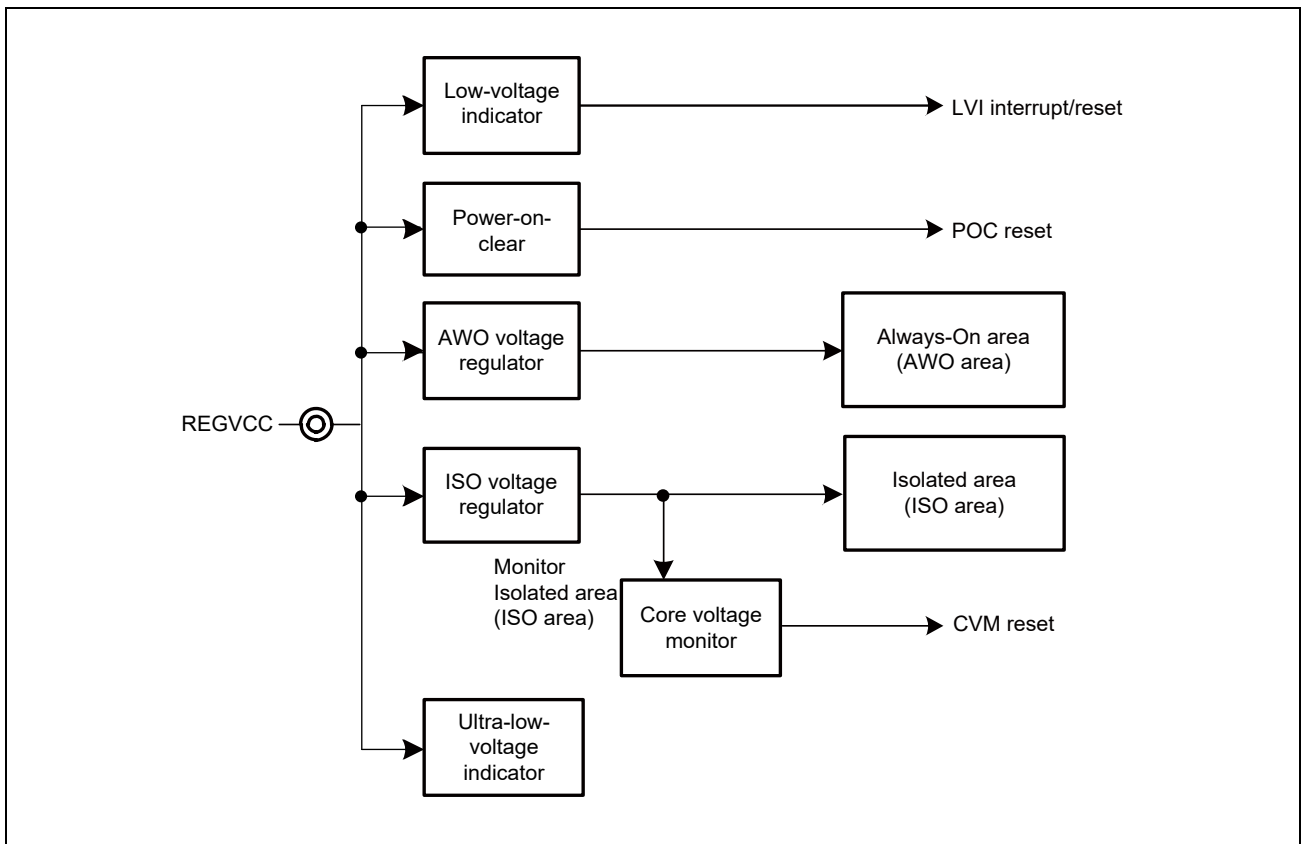 Low-voltage
indicator
LVI interrupt/reset
Power-on-
clear
POC reset
AWO voltage
regulator
Always-On area
(AWO area)
REGVCC
ISO voltage
regulator
Isolated area
(ISO area)
Monitor
Isolated area
(ISO area)
Core voltage
monitor
CVM reset
Ultra-low-
voltage
indicator